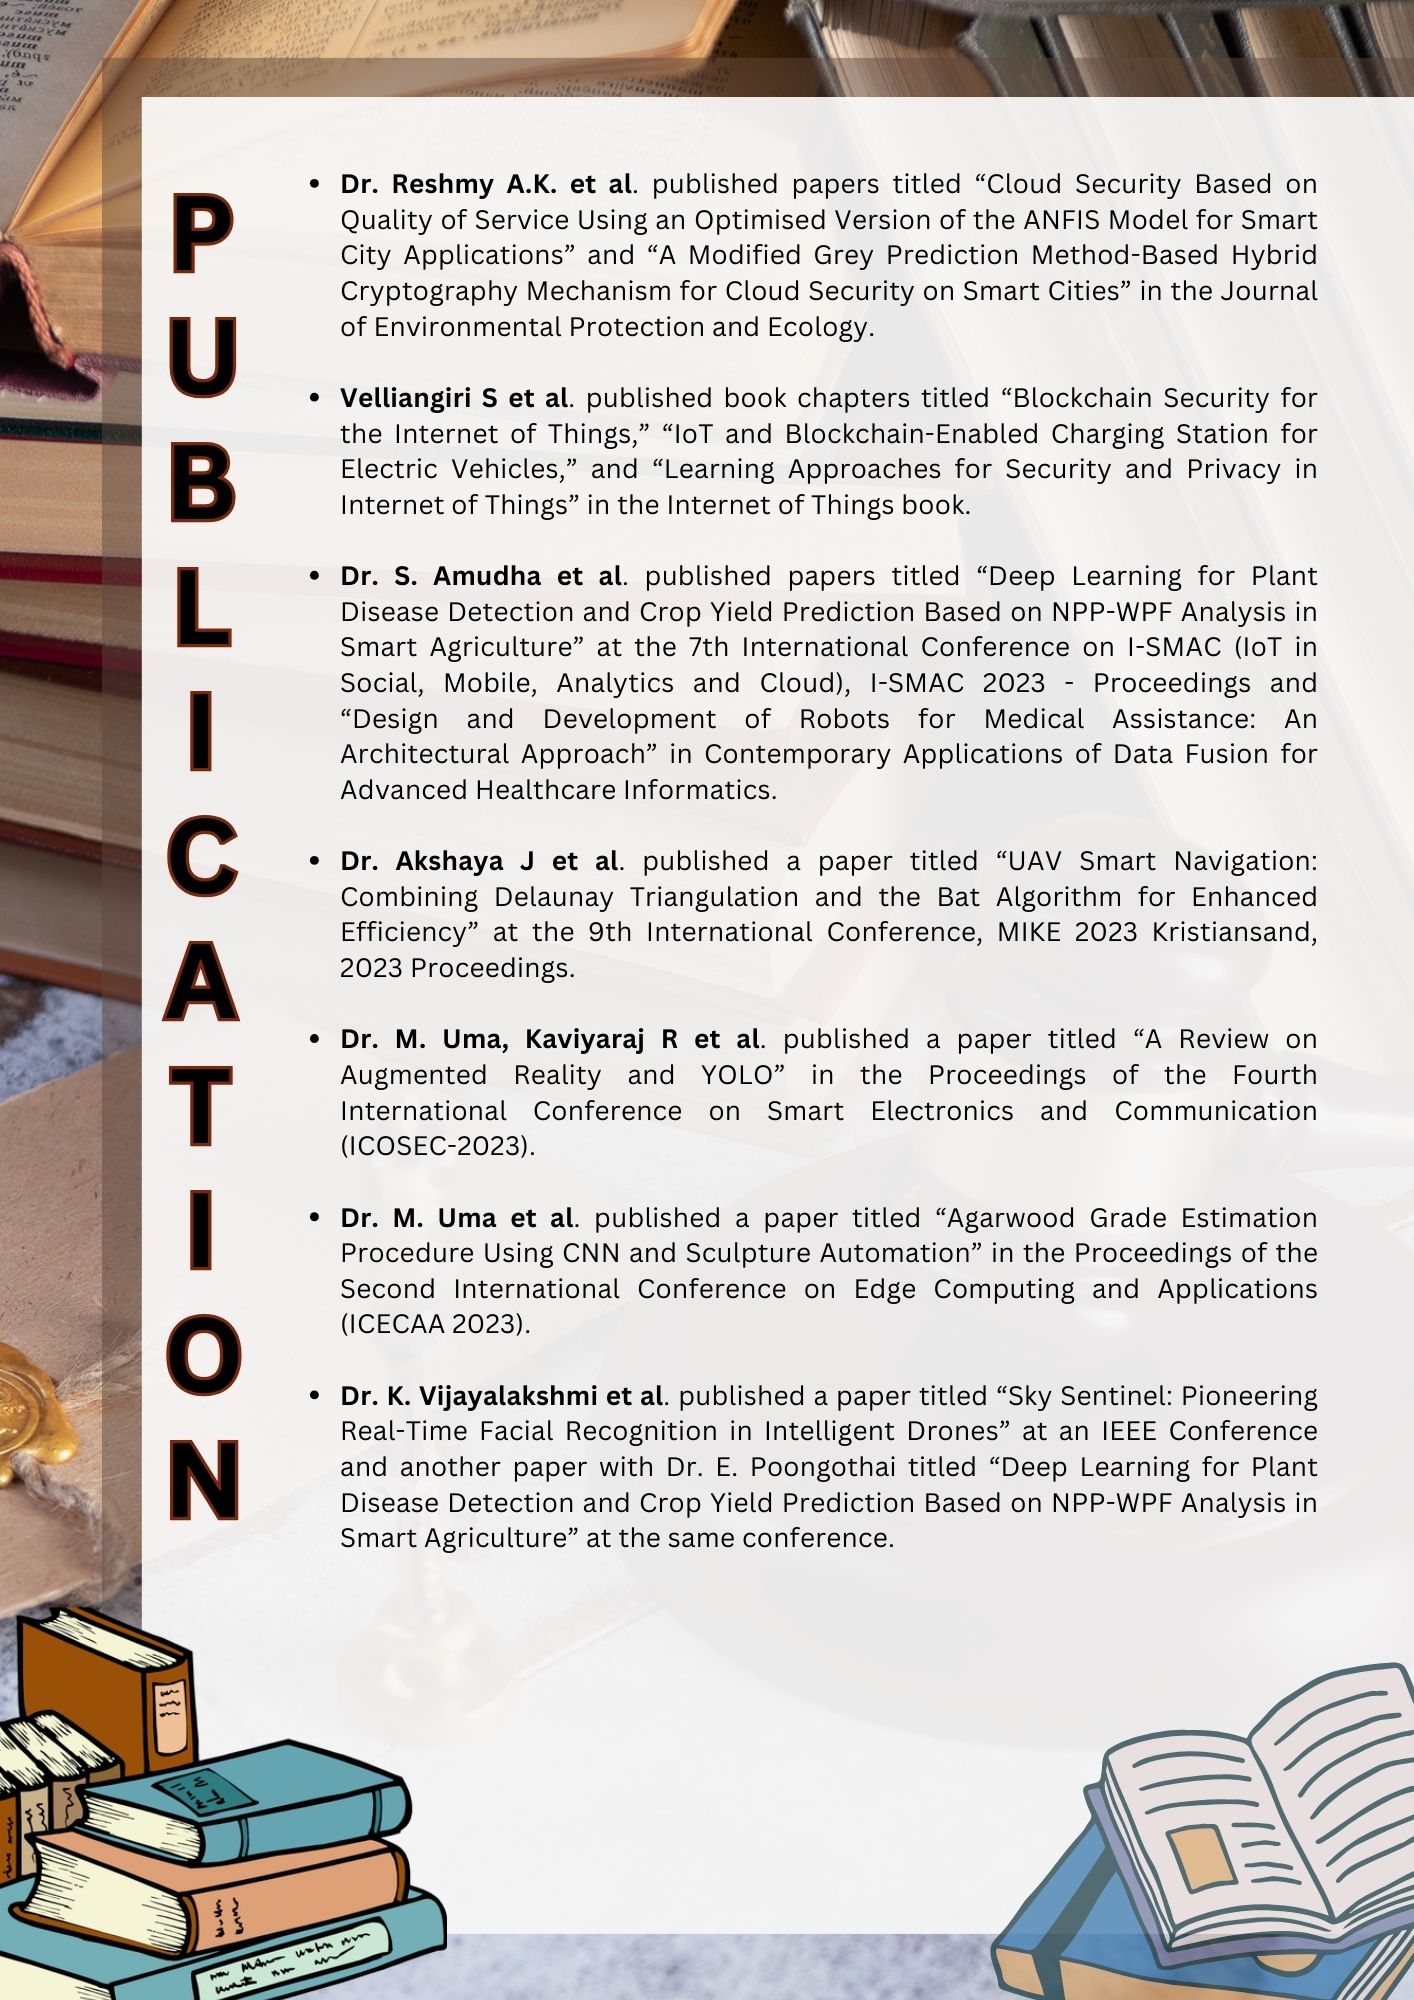 PUBLICATION
• Dr. Reshmy A.K. et al. published papers titled “Cloud Security Based on
Quality of Service Using an Optimised Version of the ANFIS Model for Smart
City Applications” and “A Modified Grey Prediction Method-Based Hybrid
Cryptography Mechanism for Cloud Security on Smart Cities” in the Journal
of Environmental Protection and Ecology.
• Velliangiri S et al. published book chapters titled “Blockchain Security for
the Internet of Things,” “IoT and Blockchain-Enabled Charging Station for
Electric Vehicles,” and “Learning Approaches for Security and Privacy in
Internet of Things” in the Internet of Things book.
• Dr. S. Amudha et al. published papers titled “Deep Learning for Plant
Disease Detection and Crop Yield Prediction Based on NPP-WPF Analysis in
Smart Agriculture” at the 7th International Conference on I-SMAC (IoT in
Social, Mobile, Analytics and Cloud), I-SMAC 2023 - Proceedings and
“Design and Development of Robots for Medical Assistance: An
Architectural Approach” in Contemporary Applications of Data Fusion for
Advanced Healthcare Informatics.
• Dr. Akshaya J et al. published a paper titled “UAV Smart Navigation:
Combining Delaunay Triangulation and the Bat Algorithm for Enhanced
Efficiency” at the 9th International Conference, MIKE 2023 Kristiansand,
2023 Proceedings.
• Dr. M. Uma, Kaviyaraj R et al. published a paper titled “A Review on
Augmented Reality and YOLO” in the Proceedings of the Fourth
International Conference on Smart Electronics and Communication
(ICOSEC-2023).
• Dr. M. Uma et al. published a paper titled “Agarwood Grade Estimation
Procedure Using CNN and Sculpture Automation” in the Proceedings of the
Second International Conference on Edge Computing and Applications
(ICECAA 2023).
• Dr. K. Vijayalakshmi et al. published a paper titled “Sky Sentinel: Pioneering
Real-Time Facial Recognition in Intelligent Drones” at an IEEE Conference
and another paper with Dr. E. Poongothai titled “Deep Learning for Plant
Disease Detection and Crop Yield Prediction Based on NPP-WPF Analysis in
Smart Agriculture” at the same conference.